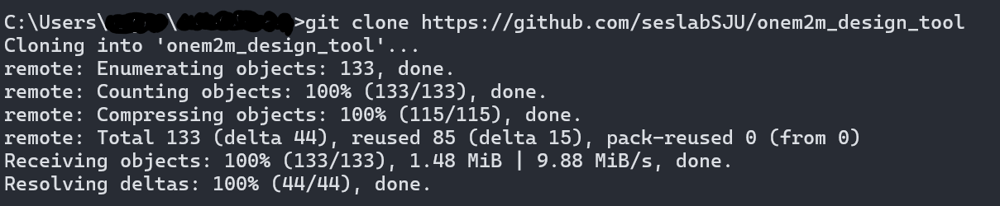 C:\Users\ \ >git clone https://github.com/seslabSJU/onem2m_design_tool
Cloning into 'onem2m_design_tool'...
remote: Enumerating objects: 133, done.
remote: Counting objects: 100% (133/133), done.
remote: Compressing objects: 100% (115/115), done.
remote: Total 133 (delta 44), reused 85 (delta 15), pack-reused 0 (from 0)
Receiving objects: 100% (133/133), 1.48 MiB | 9.88 MiB/s, done.
Resolving deltas: 100% (44/44), done.